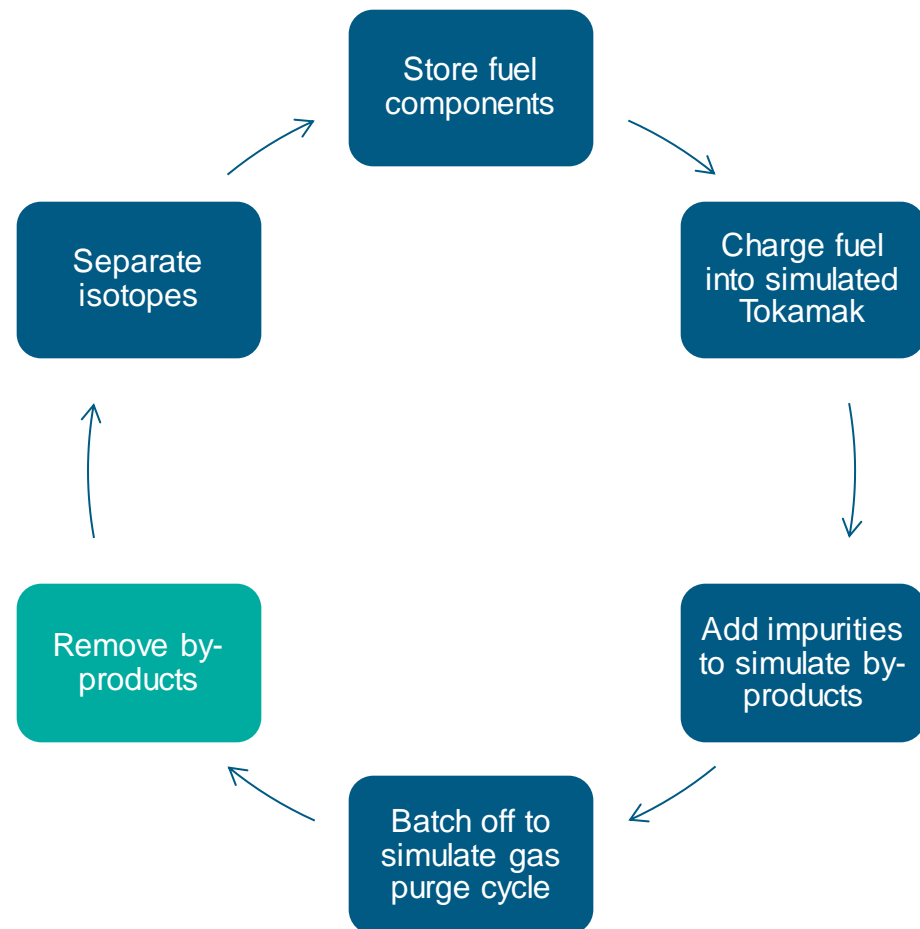 Store fuel
components
Charge fuel
into simulated
Tokamak
Add impurities
to simulate by-
products
Batch off to
simulate gas
purge cycle
Remove by-
products
Separate
isotopes